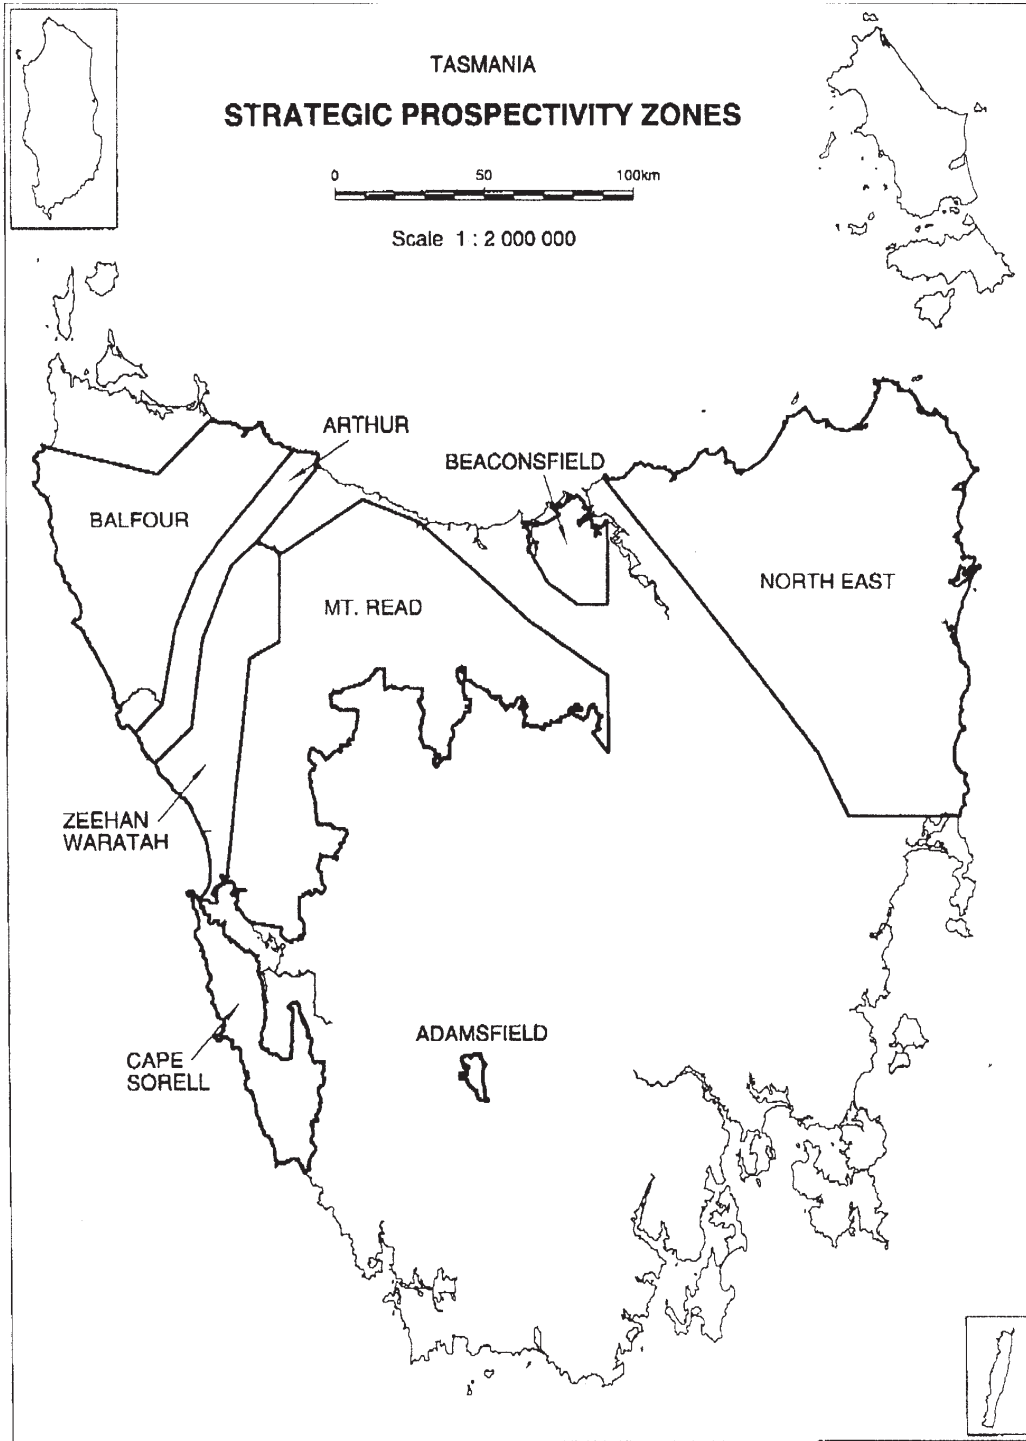 TASMANIA
STRATEGIC PROSPECTIVITY ZONES
0 50 100km
Scale 1 : 2 000 000
ARTHUR
BEACONSFIELD
BALFOUR
NORTH EAST
MT. READ
ZEEHAN
WARATAH
ADAMSFIELD
CAPE
SORELL